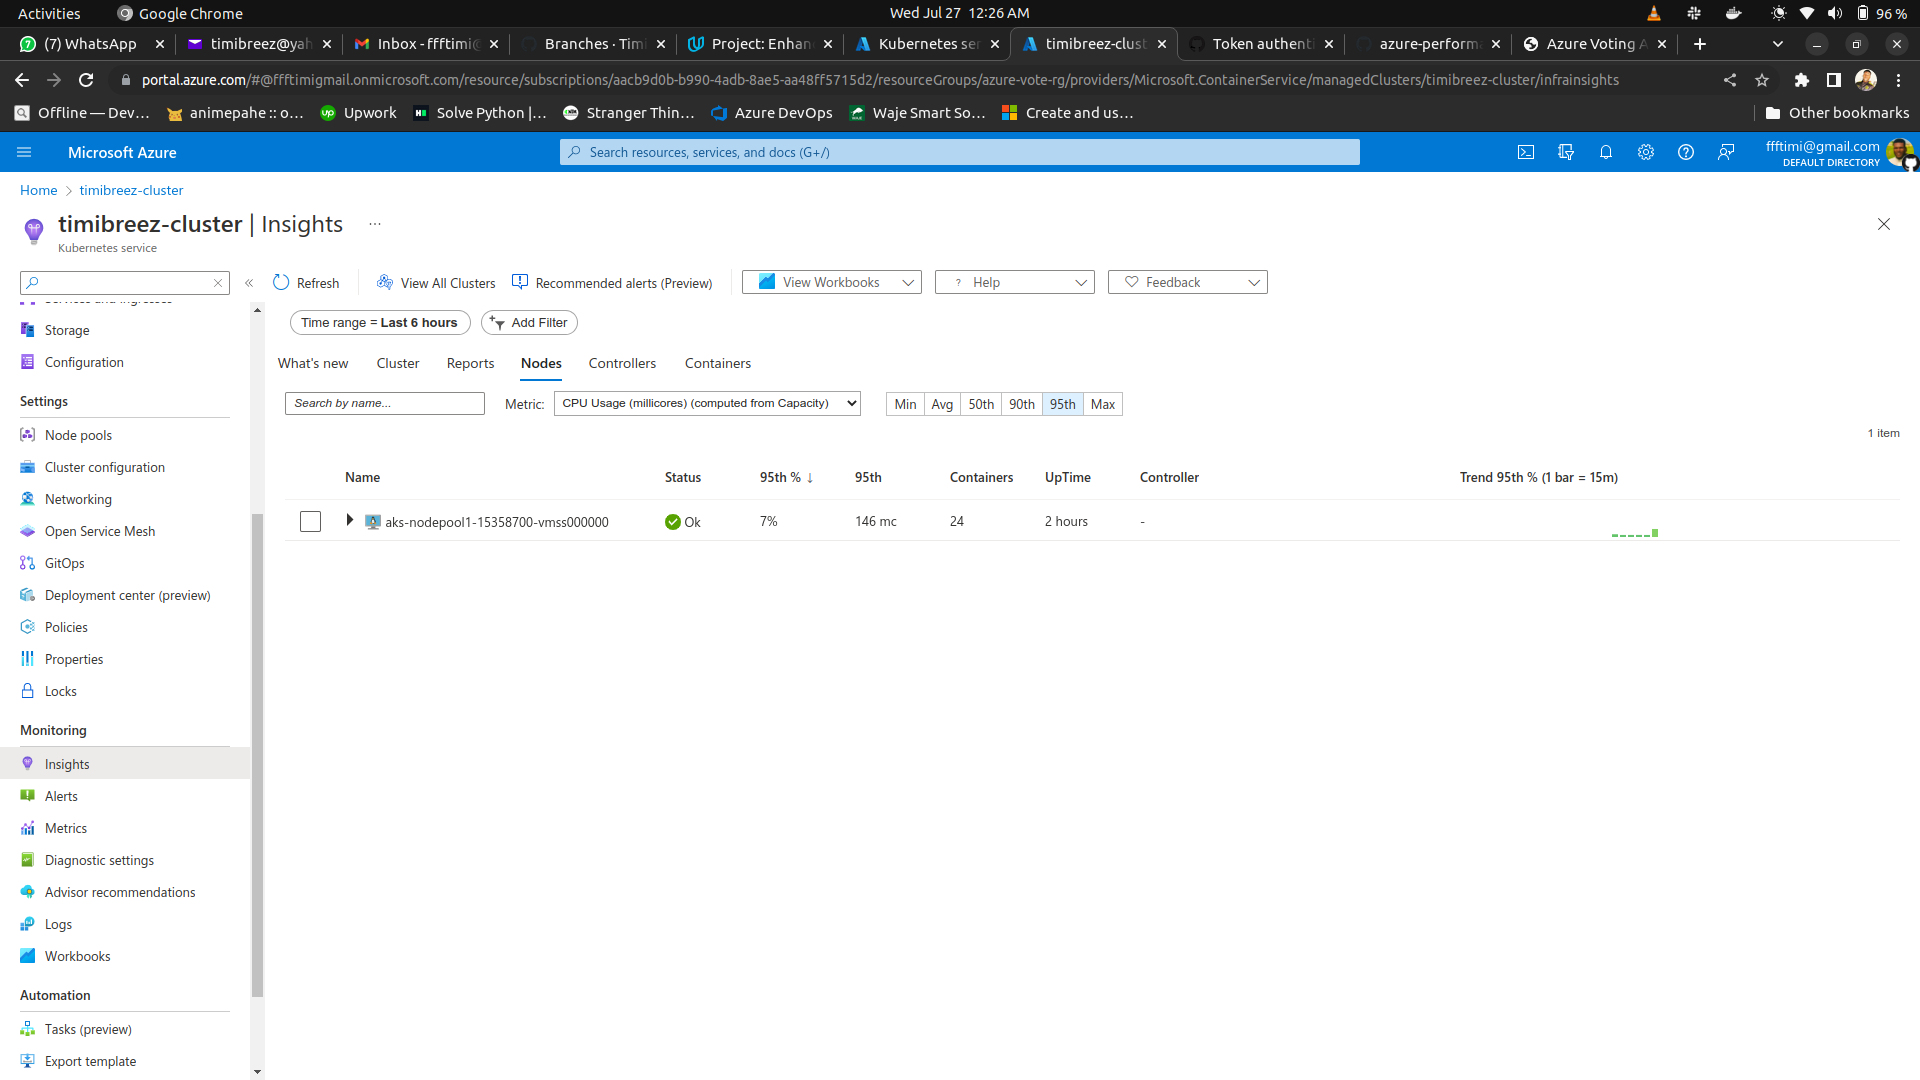 Activities Google Chrome Wed Jul 27 12:26 AM 96 %
(7) WhatsApp timibreez@yah Inbox - ffftimi@ Branches · Timi Project: Enhan Kubernetes ser timibreez-clust Token authenti azure-performa Azure Voting A
portal.azure.com/#@ffftimigmail.onmicrosoft.com/resource/subscriptions/aacb9d0b-b990-4adb-8ae5-aa48ff5715d2/resourceGroups/azure-vote-rg/providers/Microsoft.ContainerService/managedClusters/timibreez-cluster/infrainsights
Offline — Dev... animepahe :: o... Upwork Solve Python |... Stranger Thin... Azure DevOps Waje Smart So... Create and us... Other bookmarks
Microsoft Azure Search resources, services, and docs (G+/) ffftimi@gmail.com
DEFAULT DIRECTORY
Home > timibreez-cluster
timibreez-cluster | Insights ...
Kubernetes service
« Refresh View All Clusters Recommended alerts (Preview) View Workbooks ? Help Feedback
Services and ingresses
Time range = Last 6 hours Add Filter
Storage
Configuration
What's new Cluster Reports Nodes Controllers Containers
Settings
Search by name... Metric: CPU Usage (millicores) (computed from Capacity) Min Avg 50th 90th 95th Max
1 item
Node pools
Cluster configuration
Networking
Open Service Mesh
GitOps
Deployment center (preview)
Policies
Properties
Locks
Name Status 95th % ↓ 95th Containers UpTime Controller Trend 95th % (1 bar = 15m)
aks-nodepool1-15358700-vmss000000 Ok 7% 146 mc 24 2 hours -
Monitoring
Insights
Alerts
Metrics
Diagnostic settings
Advisor recommendations
Logs
Workbooks
Automation
Tasks (preview)
Export template